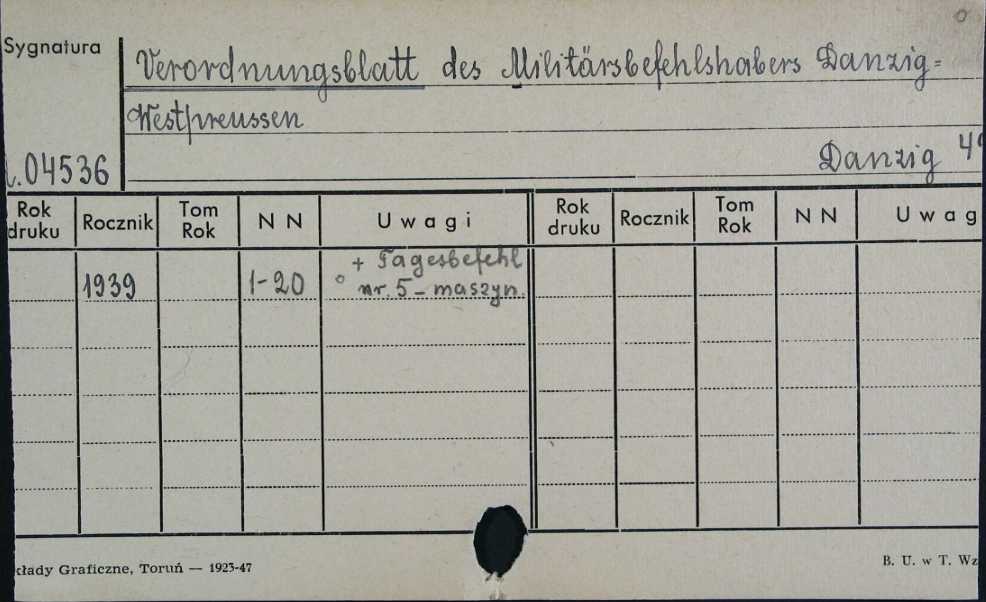 Sygnatura
Verordnungsblatt des Militärsbefehlshabers Danzig=
Westpreussen
.04536
Danzig 4°
Rok druku Rocznik Tom Rok N N Uwagi Rok druku Rocznik Tom Rok N N Uwag
1939 1-20 + Tagesbefehl
° nr. 5 - maszyn.
kłady Graficzne, Toruń — 1923-47
B. U. w T. Wz